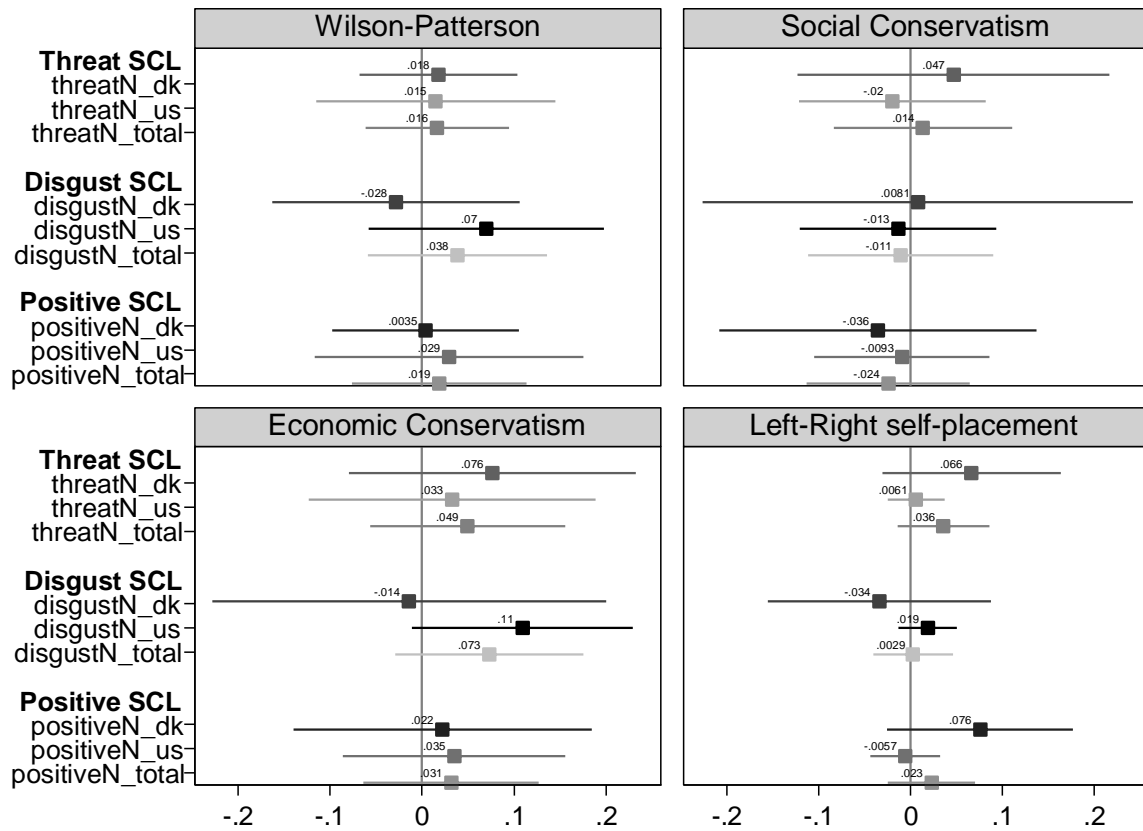 Wilson-Patterson
Social Conservatism
Threat SCL
threatN_dk
threatN_us
threatN_total
Disgust SCL
disgustN_dk
disgustN_us
disgustN_total
Positive SCL
positiveN_dk
positiveN_us
positiveN_total
.018
.015
.016
-.028
.07
.038
.0035
.029
.019
.047
-.02
.014
.0081
-.013
-.011
-.036
-.0093
-.024
Economic Conservatism
Left-Right self-placement
Threat SCL
threatN_dk
threatN_us
threatN_total
Disgust SCL
disgustN_dk
disgustN_us
disgustN_total
Positive SCL
positiveN_dk
positiveN_us
positiveN_total
.076
.033
.049
-.014
.11
.073
.022
.035
.031
.066
.0061
.036
-.034
.019
.0029
.076
-.0057
.023
-.2 -.1 0 .1 .2
-.2 -.1 0 .1 .2